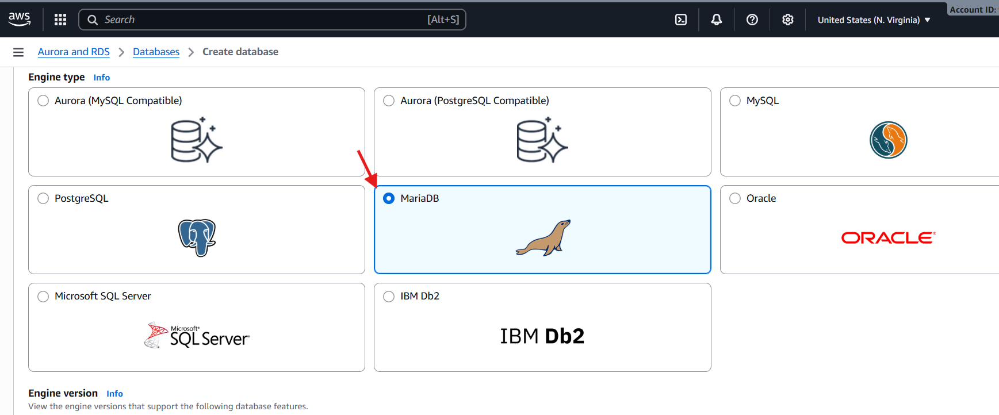 aws Search [Alt+S] United States (N. Virginia) Account ID:
Aurora and RDS Databases Create database
Engine type Info
Aurora (MySQL Compatible) Aurora (PostgreSQL Compatible) MySQL
PostgreSQL MariaDB Oracle
ORACLE
Microsoft SQL Server IBM Db2
Microsoft® SQL Server® IBM Db2
Engine version Info
View the engine versions that support the following database features.